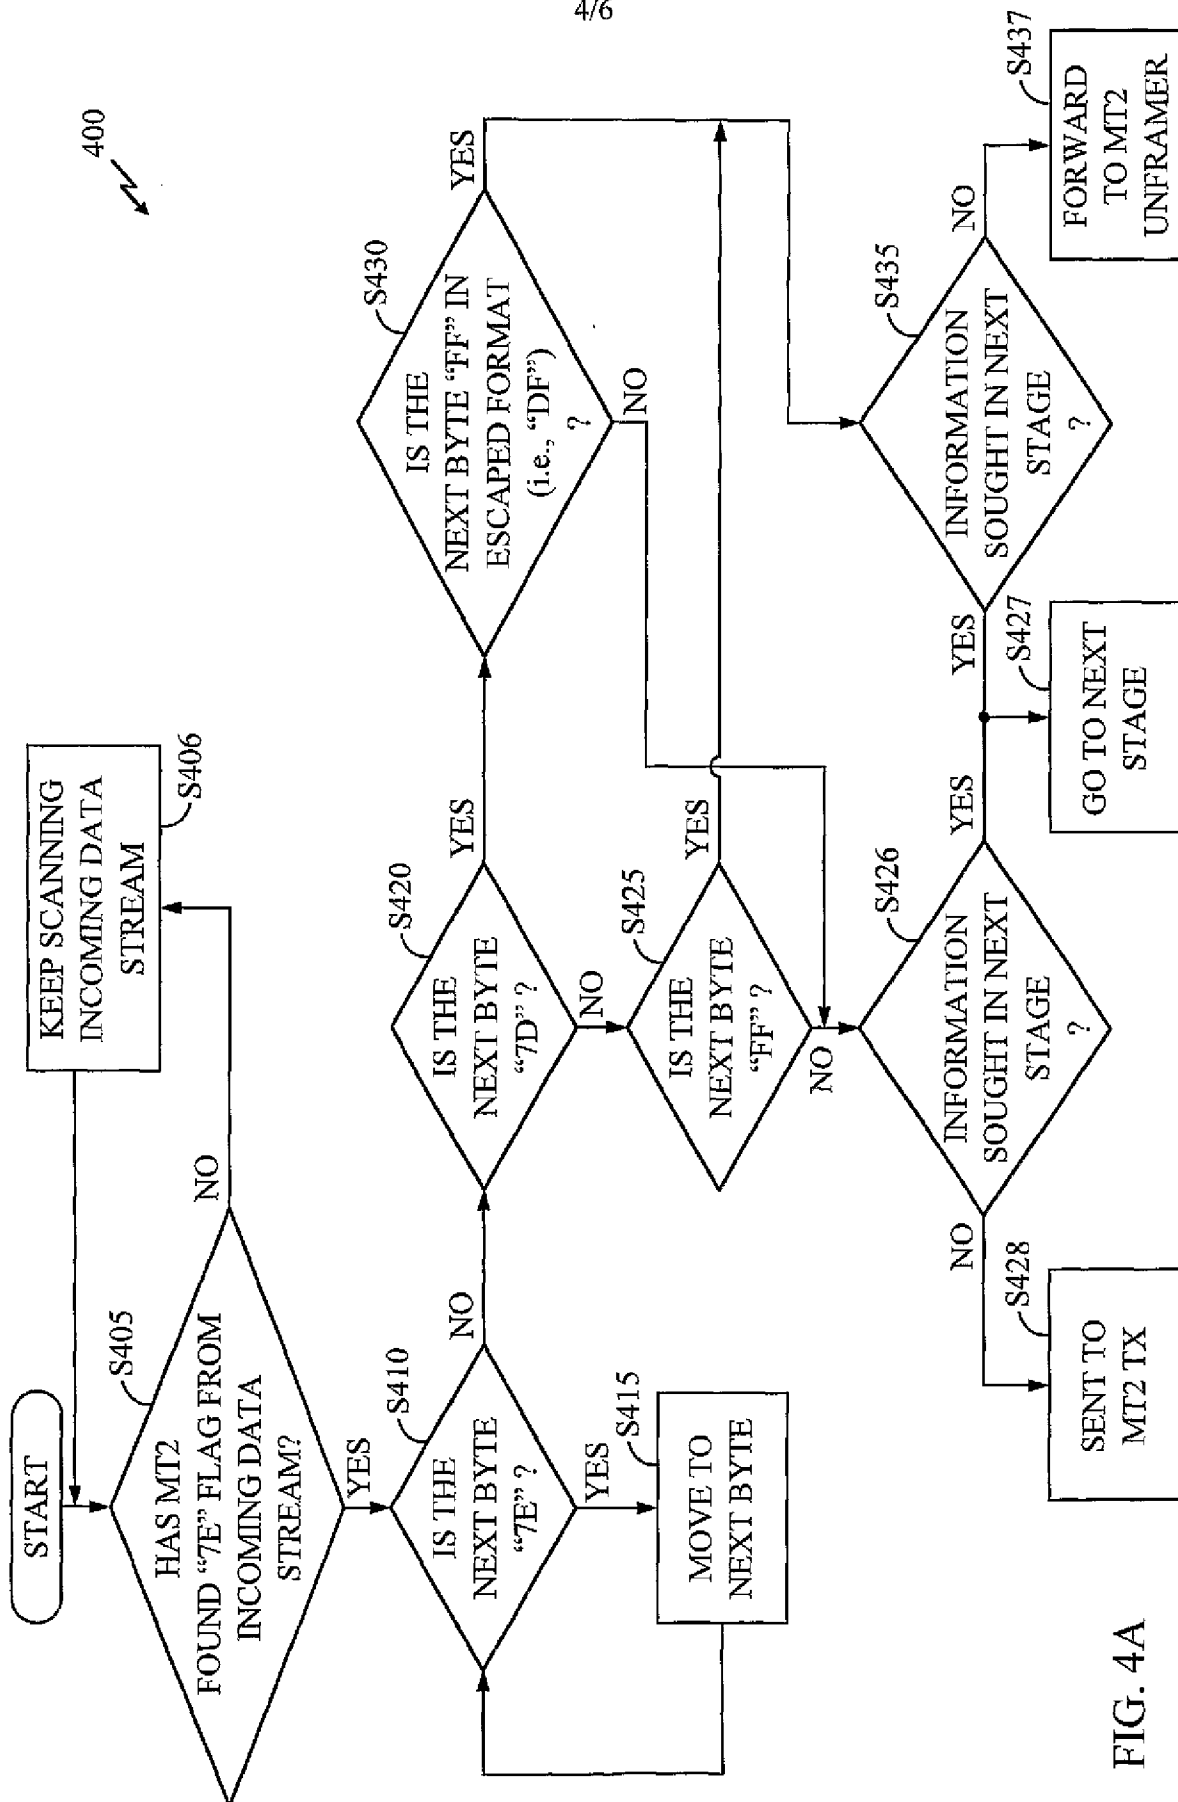 4/6
400
START
HAS MT2
FOUND “7E” FLAG FROM
INCOMING DATA
STREAM?
S405
NO
YES
KEEP SCANNING
INCOMING DATA
STREAM
S406
IS THE
NEXT BYTE
“7E” ?
S410
NO
YES
MOVE TO
NEXT BYTE
S415
IS THE
NEXT BYTE
“7D” ?
S420
YES
NO
IS THE
NEXT BYTE
“FF” ?
S425
YES
NO
IS THE
NEXT BYTE “FF” IN
ESCAPED FORMAT
(i.e., “DF”)
?
S430
YES
NO
INFORMATION
SOUGHT IN NEXT
STAGE
?
S426
NO
YES
SENT TO
MT2 TX
S428
GO TO NEXT
STAGE
S427
INFORMATION
SOUGHT IN NEXT
STAGE
?
S435
YES
NO
FORWARD
TO MT2
UNFRAMER
S437
FIG. 4A